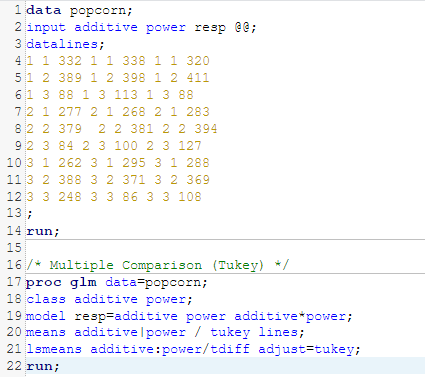 1 data popcorn;
2 input additive power resp @@;
3 datalines;
4 1 1 332 1 1 338 1 1 320
5 1 2 389 1 2 398 1 2 411
6 1 3 88 1 3 113 1 3 88
7 2 1 277 2 1 268 2 1 283
8 2 2 379  2 2 381 2 2 394
9 2 3 84 2 3 100 2 3 127
10 3 1 262 3 1 295 3 1 288
11 3 2 388 3 2 371 3 2 369
12 3 3 248 3 3 86 3 3 108
13 ;
14 run;
15
16 /* Multiple Comparison (Tukey) */
17 proc glm data=popcorn;
18 class additive power;
19 model resp=additive power additive*power;
20 means additive|power / tukey lines;
21 lsmeans additive:power/tdiff adjust=tukey;
22 run;